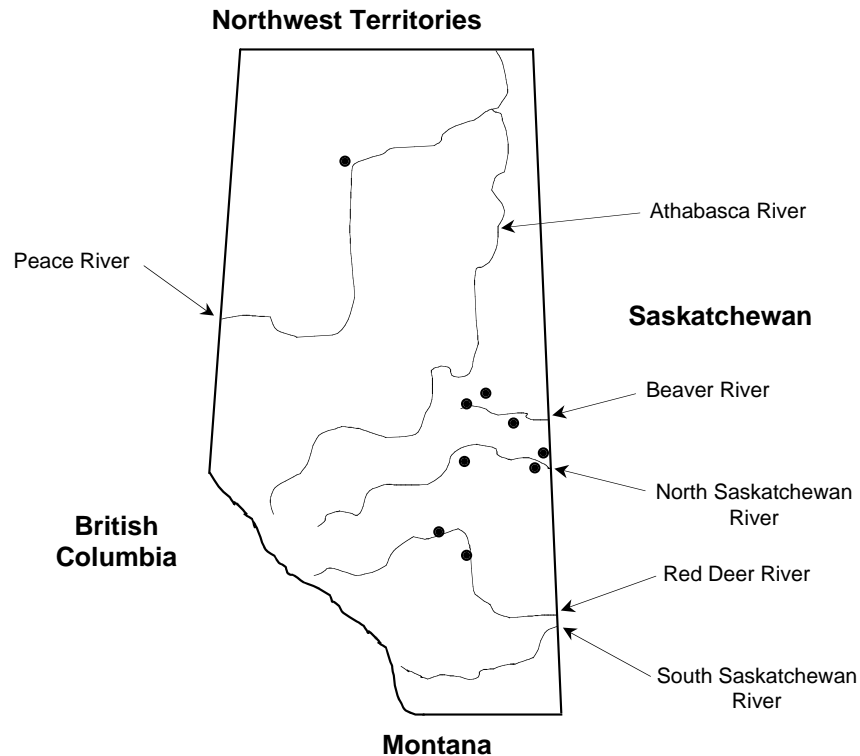 Northwest Territories
Athabasca River
Peace River
Saskatchewan
Beaver River
North Saskatchewan
River
British
Columbia
Red Deer River
South Saskatchewan
River
Montana